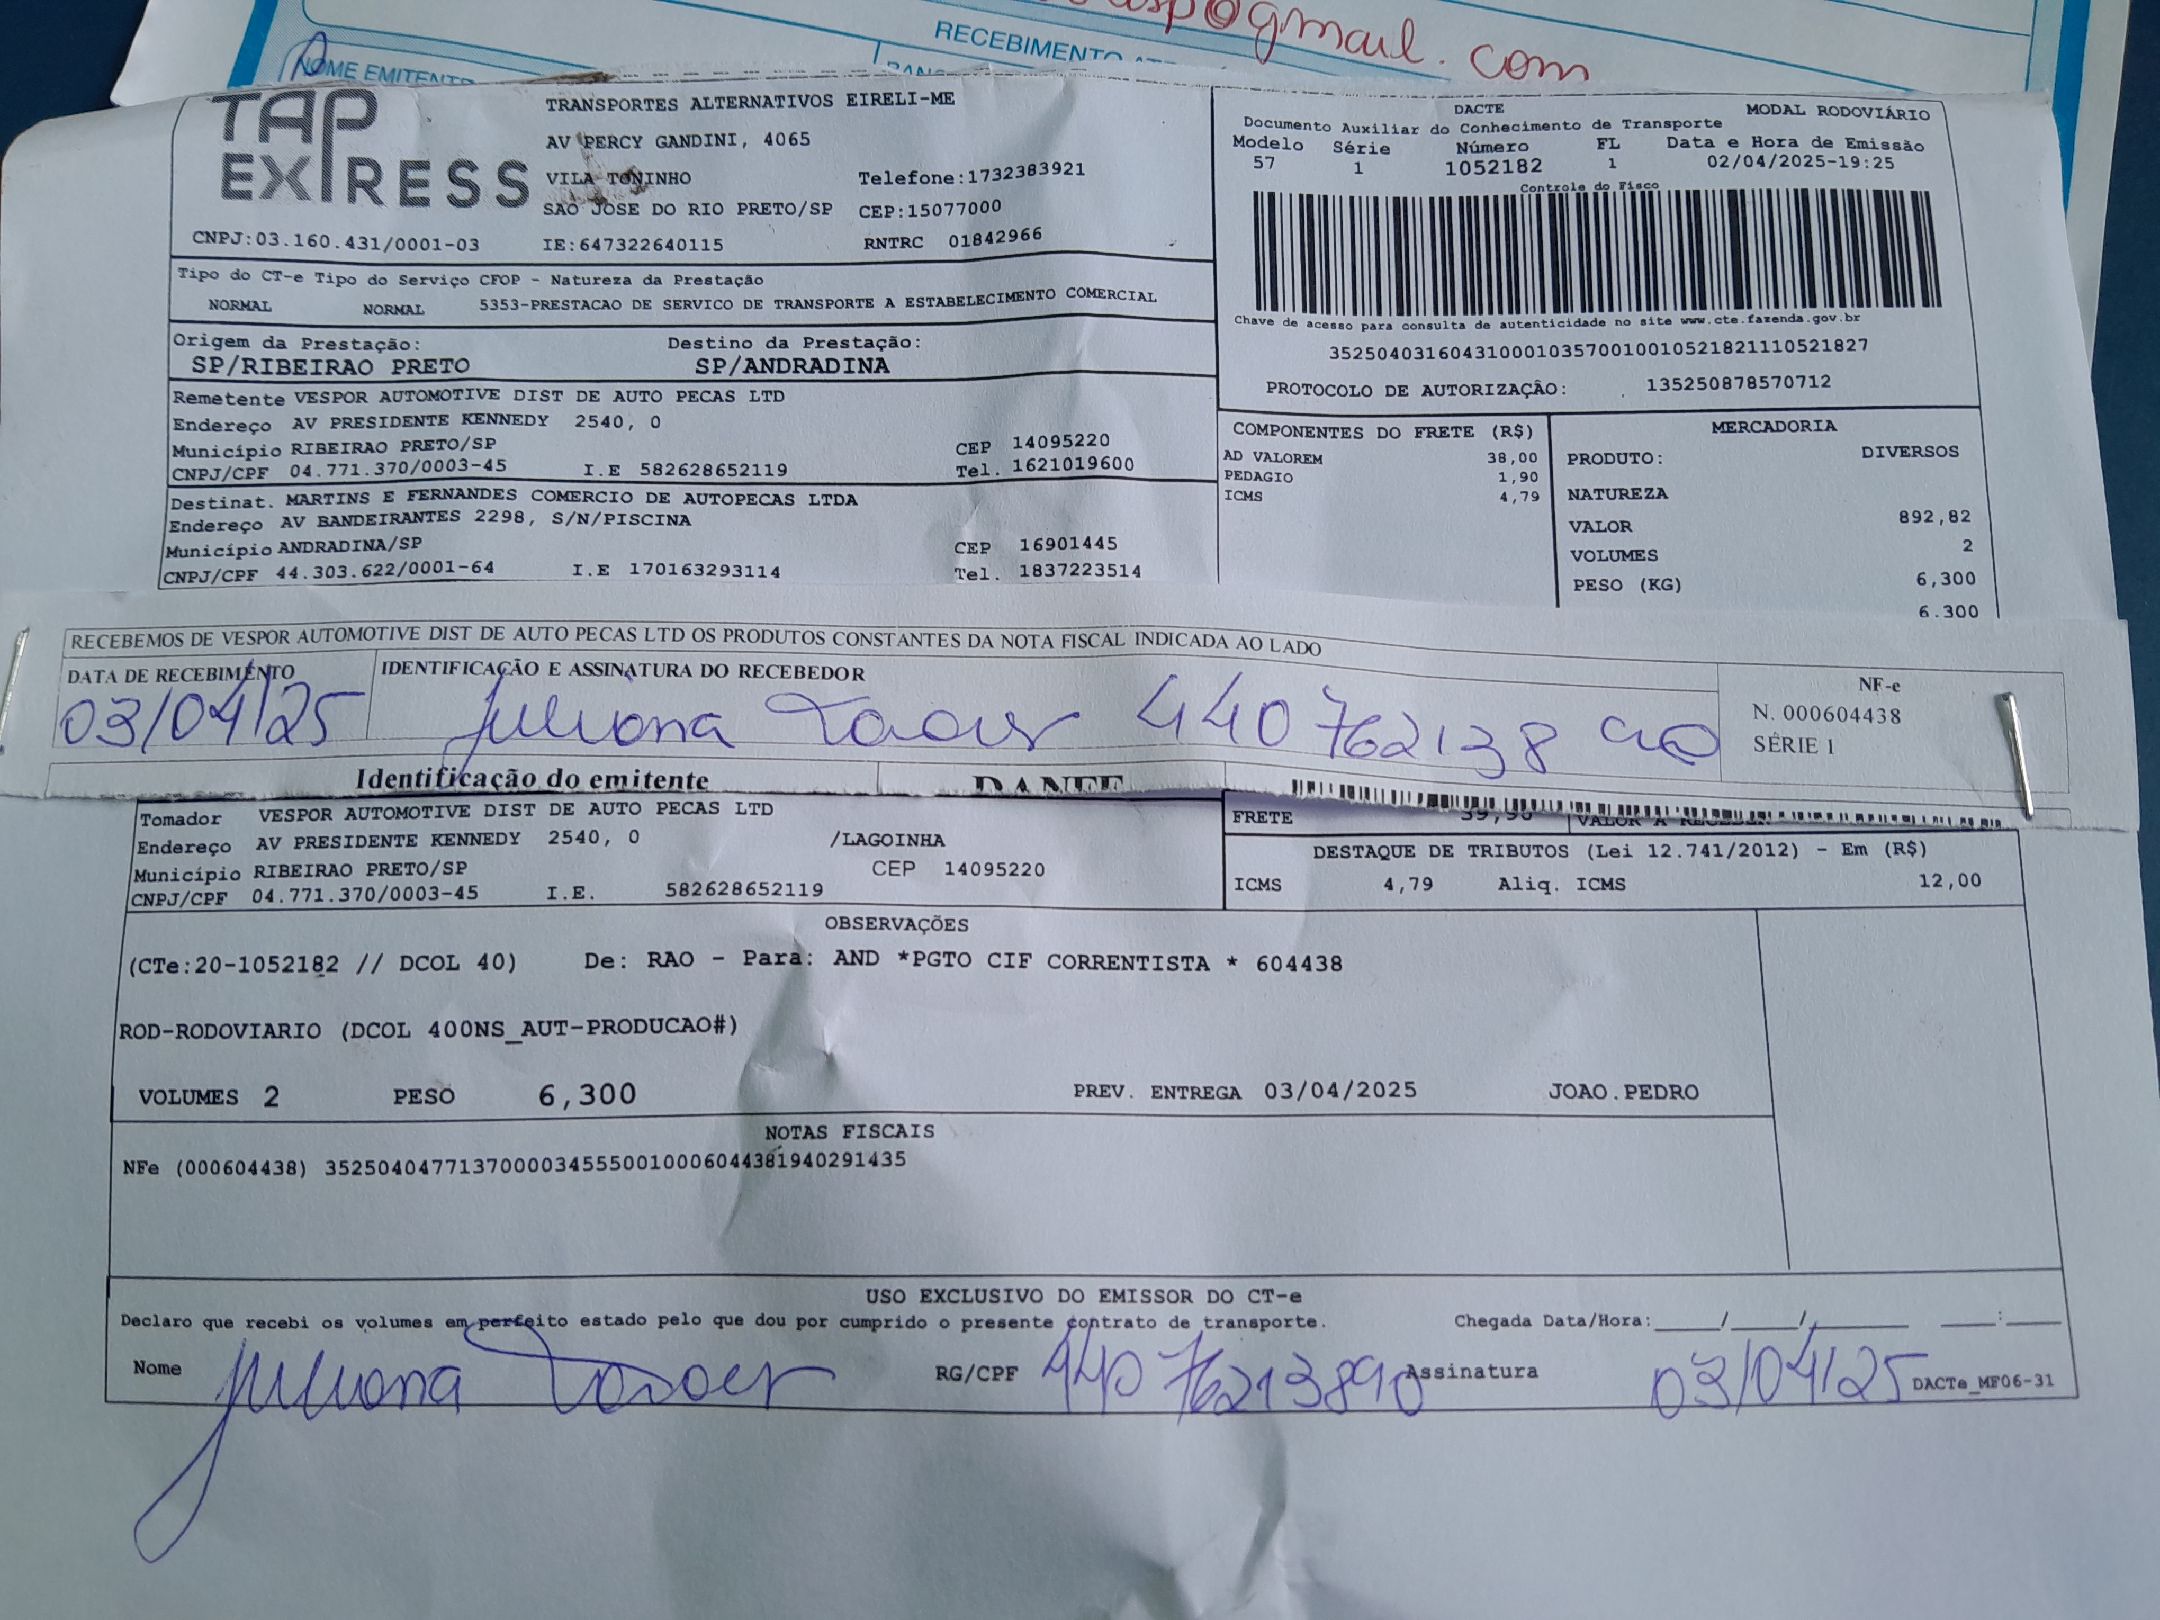 @gmail.com
RECEBIMENTO
NOME EMITENTE
TAP EXPRESS
TRANSPORTES ALTERNATIVOS EIRELI-ME
AV PERCY GANDINI, 4065
VILA TONINHO Telefone:1732383921
SAO JOSE DO RIO PRETO/SP CEP:15077000
CNPJ:03.160.431/0001-03 IE:647322640115 RNTRC 01842966
DACTE MODAL RODOVIÁRIO
Documento Auxiliar do Conhecimento de Transporte
Modelo Série Número FL Data e Hora de Emissão
57 1 1052182 1 02/04/2025-19:25
Controle do Fisco
Chave de acesso para consulta de autenticidade no site www.cte.fazenda.gov.br
35250403160431000103570010010521821110521827
PROTOCOLO DE AUTORIZAÇÃO: 135250878570712
Tipo do CT-e Tipo do Serviço CFOP - Natureza da Prestação
NORMAL NORMAL 5353-PRESTACAO DE SERVICO DE TRANSPORTE A ESTABELECIMENTO COMERCIAL
Origem da Prestação: Destino da Prestação:
SP/RIBEIRAO PRETO SP/ANDRADINA
Remetente VESPOR AUTOMOTIVE DIST DE AUTO PECAS LTD
Endereço AV PRESIDENTE KENNEDY 2540, 0
Município RIBEIRAO PRETO/SP CEP 14095220
CNPJ/CPF 04.771.370/0003-45 I.E 582628652119 Tel. 1621019600
Destinat. MARTINS E FERNANDES COMERCIO DE AUTOPECAS LTDA
Endereço AV BANDEIRANTES 2298, S/N/PISCINA
Município ANDRADINA/SP CEP 16901445
CNPJ/CPF 44.303.622/0001-64 I.E 170163293114 Tel. 1837223514
COMPONENTES DO FRETE (R$)
AD VALOREM 38,00
PEDAGIO 1,90
ICMS 4,79
MERCADORIA
PRODUTO: DIVERSOS
NATUREZA
VALOR 892,82
VOLUMES 2
PESO (KG) 6,300
6.300
RECEBEMOS DE VESPOR AUTOMOTIVE DIST DE AUTO PECAS LTD OS PRODUTOS CONSTANTES DA NOTA FISCAL INDICADA AO LADO
DATA DE RECEBIMENTO IDENTIFICAÇÃO E ASSINATURA DO RECEBEDOR
03/04/25 Juliana 440762138 90
NF-e
N. 000604438
SÉRIE 1
Identificação do emitente DANFE
Tomador VESPOR AUTOMOTIVE DIST DE AUTO PECAS LTD
Endereço AV PRESIDENTE KENNEDY 2540, 0 /LAGOINHA
Município RIBEIRAO PRETO/SP CEP 14095220
CNPJ/CPF 04.771.370/0003-45 I.E. 582628652119
FRETE 39,90 VALOR A RECEBER
DESTAQUE DE TRIBUTOS (Lei 12.741/2012) - Em (R$)
ICMS 4,79 Aliq. ICMS 12,00
OBSERVAÇÕES
(CTe:20-1052182 // DCOL 40) De: RAO - Para: AND *PGTO CIF CORRENTISTA * 604438
ROD-RODOVIARIO (DCOL 400NS_AUT-PRODUCAO#)
VOLUMES 2 PESO 6,300 PREV. ENTREGA 03/04/2025 JOAO.PEDRO
NOTAS FISCAIS
NFe (000604438) 35250404771370000345550010006044381940291435
USO EXCLUSIVO DO EMISSOR DO CT-e
Declaro que recebi os volumes em perfeito estado pelo que dou por cumprido o presente contrato de transporte. Chegada Data/Hora:____/____/______ ___:___
Nome Juliana RG/CPF 44076213890 Assinatura 03/04/25 DACTe_MF06-31